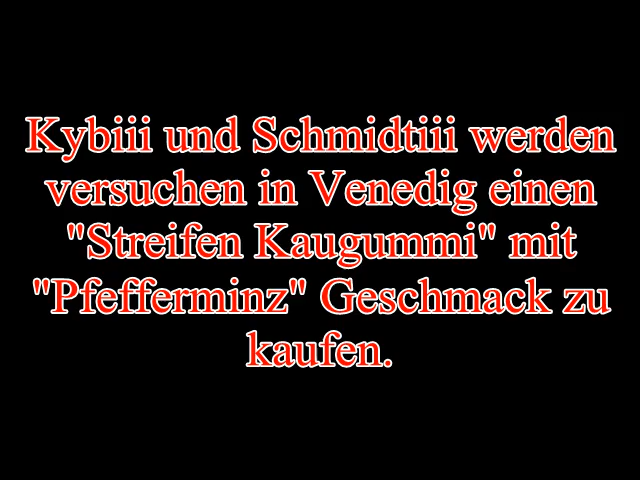 Kybiii und Schmidtiii werden
versuchen in Venedig einen
"Streifen Kaugummi" mit
"Pfefferminz" Geschmack zu
kaufen.